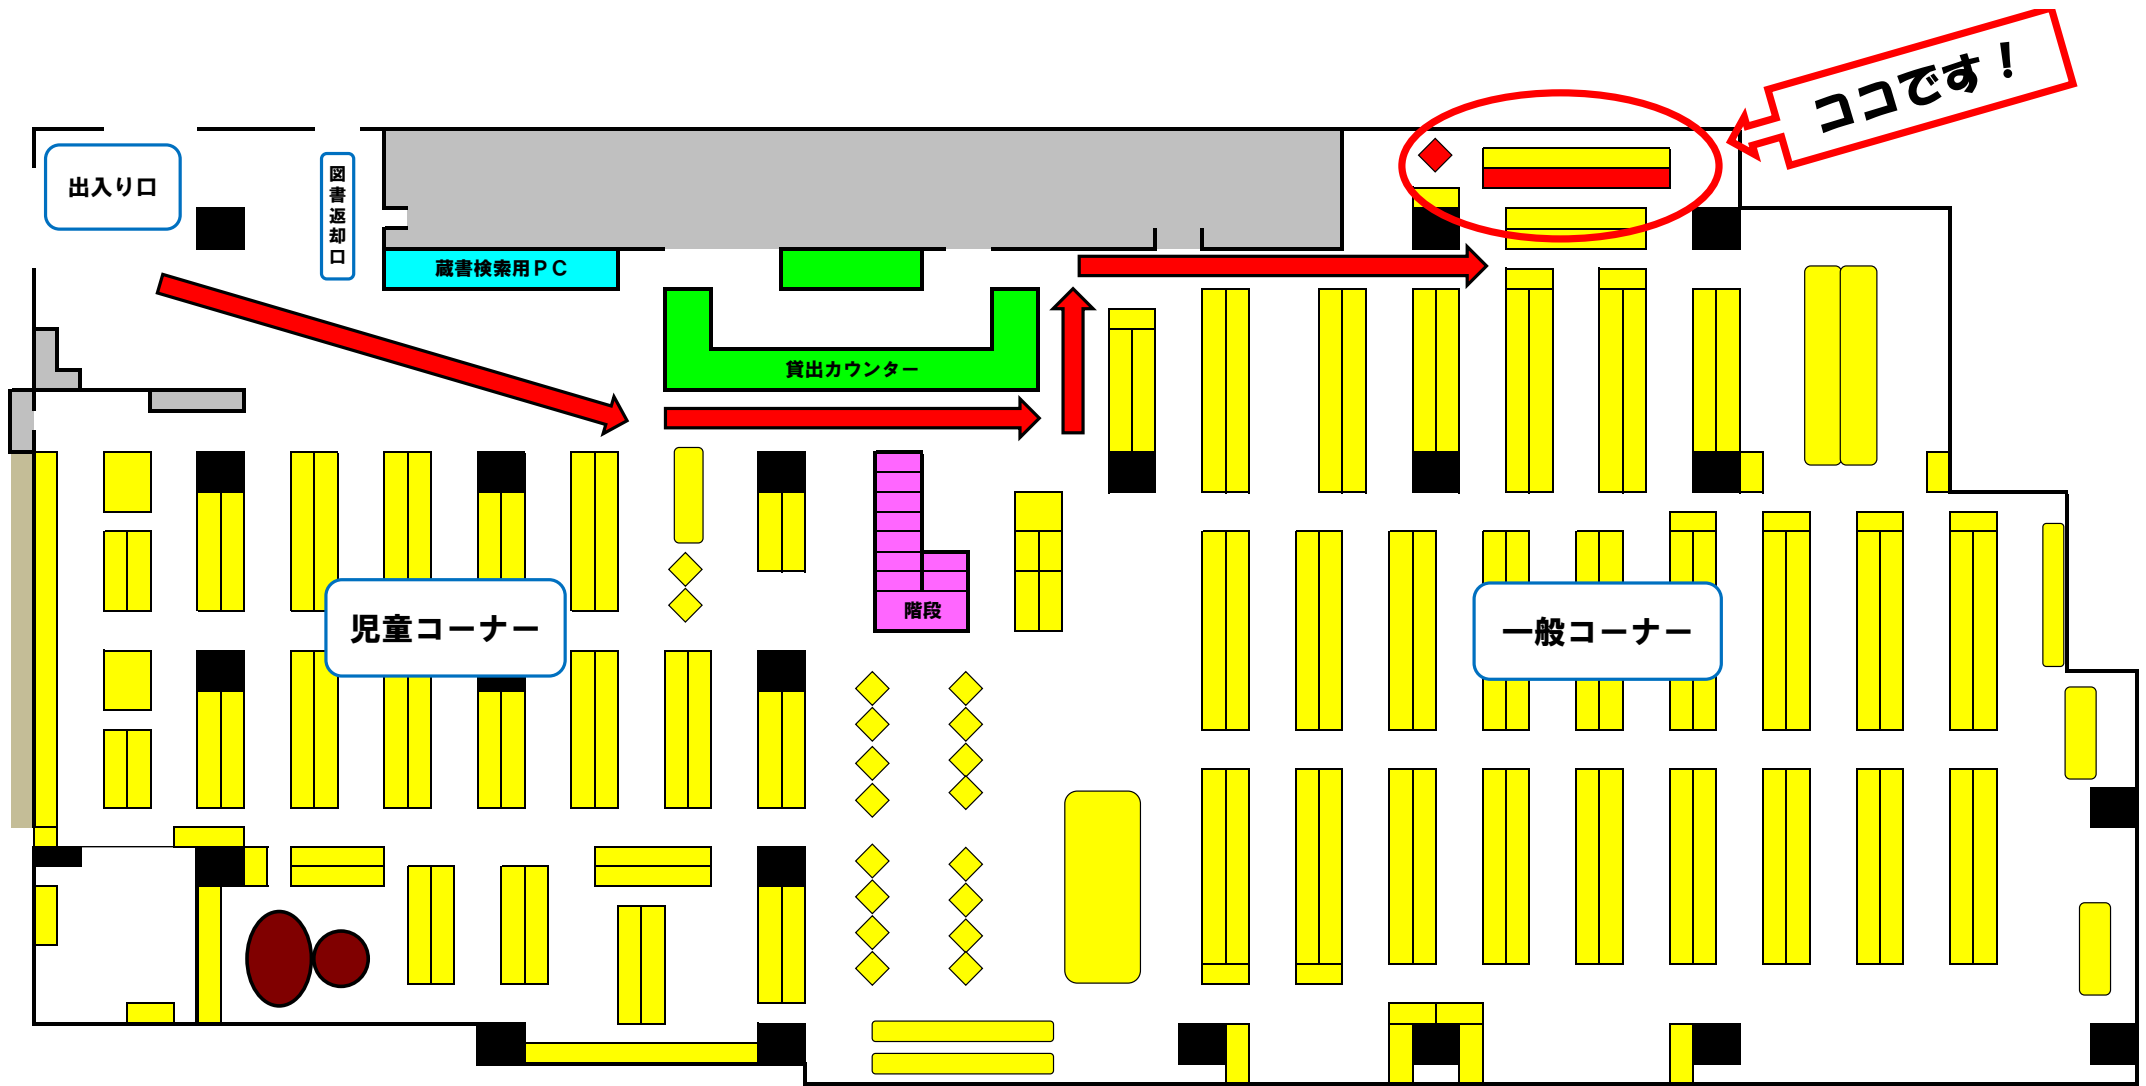 ココです！
出入り口
図書返却口
蔵書検索用ＰＣ
貸出カウンター
階段
児童コーナー
一般コーナー